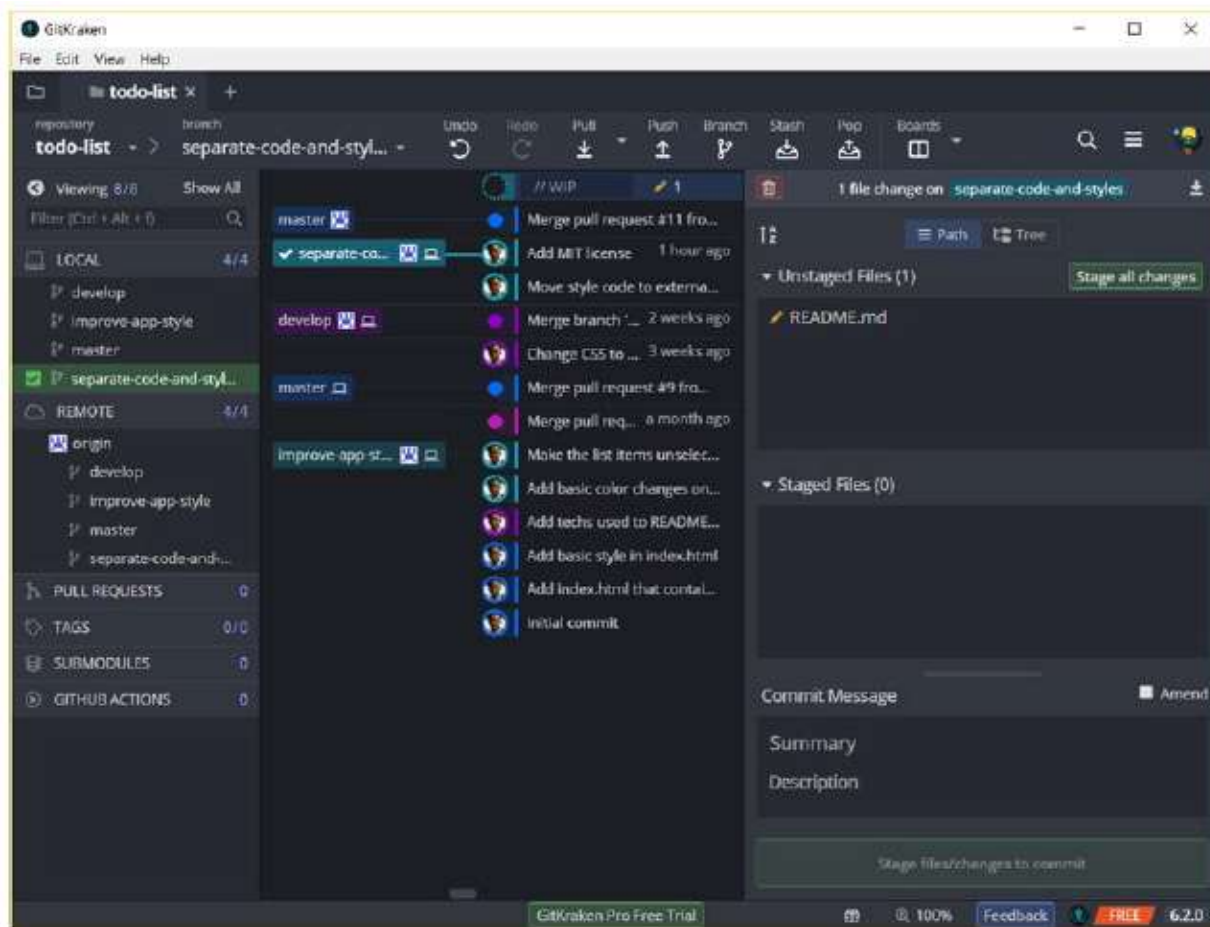 GitKraken
File Edit View Help
todo-list × +
repository
todo-list
branch
separate-code-and-styl...
Undo Redo Pull Push Branch Stash Pop Boards
Viewing 8/8 Show All
Filter (Ctrl + Alt + f)
LOCAL 4/4
develop
improve-app-style
master
separate-code-and-styl...
REMOTE 4/4
origin
develop
improve-app-style
master
separate-code-and-...
PULL REQUESTS 0
TAGS 0/0
SUBMODULES 0
GITHUB ACTIONS 0
// WIP 1
master Merge pull request #11 fro...
separate-co... Add MIT license 1 hour ago
Move style code to externa...
develop Merge branch '... 2 weeks ago
Change CSS to ... 3 weeks ago
master Merge pull request #9 fro...
Merge pull req... a month ago
improve-app-st... Make the list items unselec...
Add basic color changes on...
Add techs used to README...
Add basic style in index.html
Add index.html that contai...
Initial commit
1 file change on separate-code-and-styles
Path Tree
Unstaged Files (1) Stage all changes
README.md
Staged Files (0)
Commit Message Amend
Summary
Description
Stage files/changes to commit
GitKraken Pro Free Trial 100% Feedback FREE 6.2.0